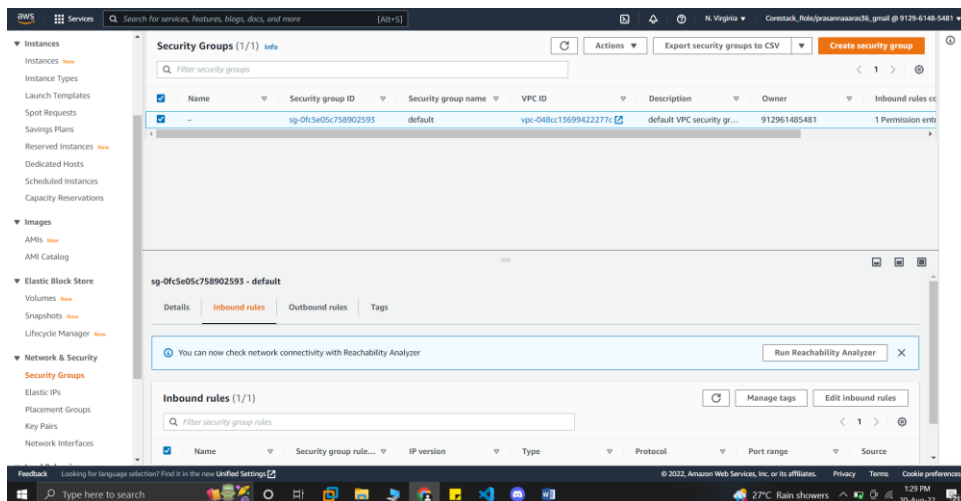 aws Services Search for services, features, blogs, docs, and more [Alt+S] N. Virginia Corestack_Role/prasannaaaras36_gmail @ 9129-6148-5481
Instances
Instances New
Instance Types
Launch Templates
Spot Requests
Savings Plans
Reserved Instances New
Dedicated Hosts
Scheduled Instances
Capacity Reservations
Images
AMIs New
AMI Catalog
Elastic Block Store
Volumes New
Snapshots New
Lifecycle Manager New
Network & Security
Security Groups
Elastic IPs
Placement Groups
Key Pairs
Network Interfaces
Security Groups (1/1) Info Actions Export security groups to CSV Create security group
Filter security groups 1
Name Security group ID Security group name VPC ID Description Owner Inbound rules co
– sg-0fc5e05c758902593 default vpc-048cc13699422277c default VPC security gr... 912961485481 1 Permission entr
sg-0fc5e05c758902593 - default
Details Inbound rules Outbound rules Tags
You can now check network connectivity with Reachability Analyzer Run Reachability Analyzer
Inbound rules (1/1) Manage tags Edit inbound rules
Filter security group rules 1
Name Security group rule... IP version Type Protocol Port range Source
Feedback Looking for language selection? Find it in the new Unified Settings © 2022, Amazon Web Services, Inc. or its affiliates. Privacy Terms Cookie preferences
Type here to search 27°C Rain showers 1:29 PM
30-Aug-22